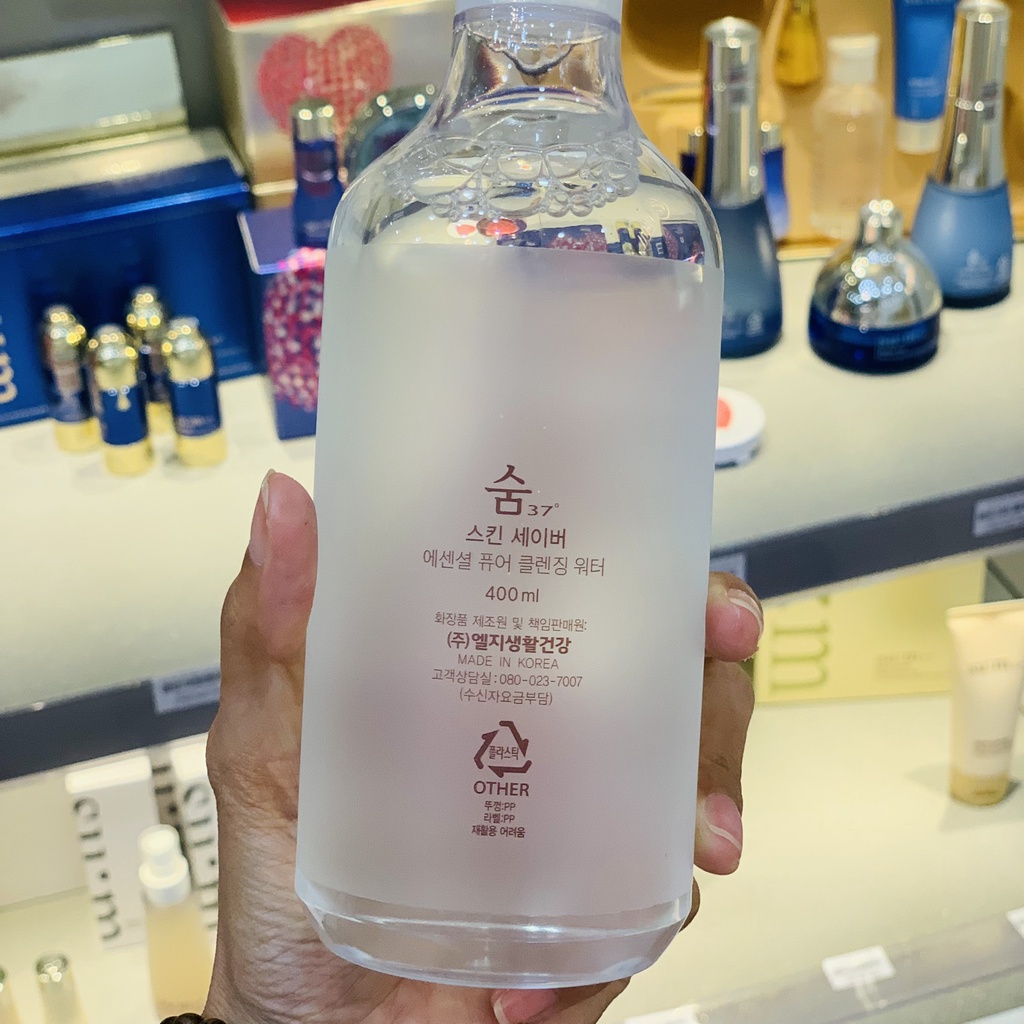 숨37°
스킨 세이버
에센셜 퓨어 클렌징 워터
400ml
화장품 제조원 및 책임판매원:
(주)엘지생활건강
MADE IN KOREA
고객상담실:080-023-7007
(수신자요금부담)
플라스틱
OTHER
뚜껑:PP
라벨:PP
재활용 어려움